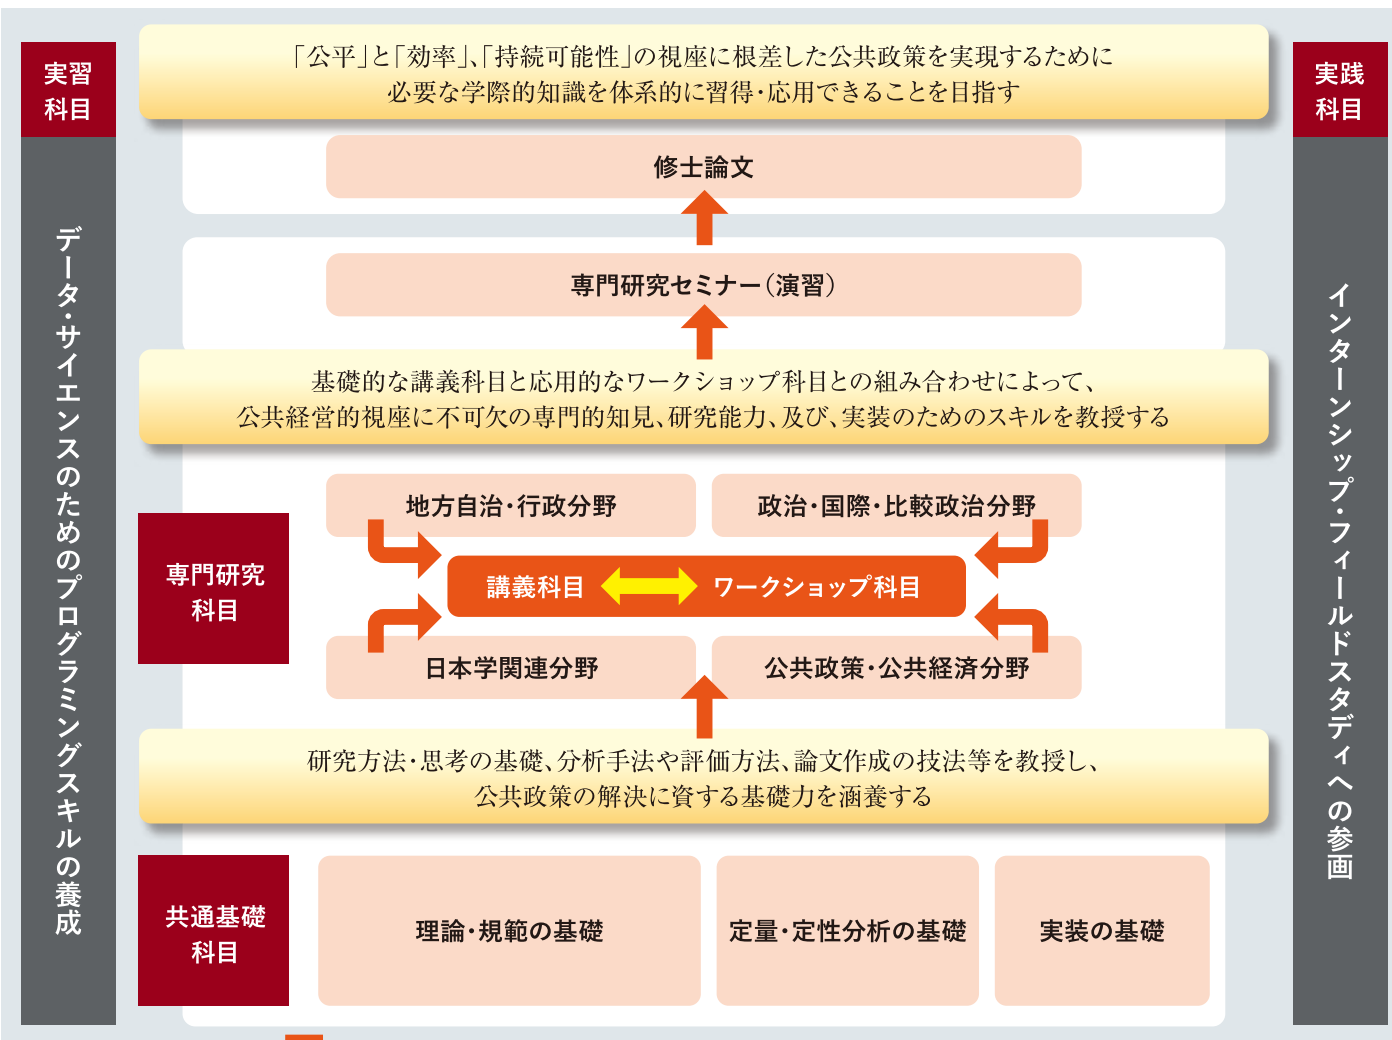 「公平」と「効率」、「持続可能性」の視座に根差した公共政策を実現するために
必要な学際的知識を体系的に習得・応用できることを目指す
実習
科目
データ・サイエンスのためのプログラミングスキルの養成
実践
科目
インターンシップ・フィールドスタディへの参画
修士論文
専門研究セミナー（演習）
基礎的な講義科目と応用的なワークショップ科目との組み合わせによって、
公共経営的視座に不可欠の専門的知見、研究能力、及び、実装のためのスキルを教授する
地方自治・行政分野
政治・国際・比較政治分野
専門研究
科目
講義科目
ワークショップ科目
日本学関連分野
公共政策・公共経済分野
研究方法・思考の基礎、分析手法や評価方法、論文作成の技法等を教授し、
公共政策の解決に資する基礎力を涵養する
共通基礎
科目
理論・規範の基礎
定量・定性分析の基礎
実装の基礎